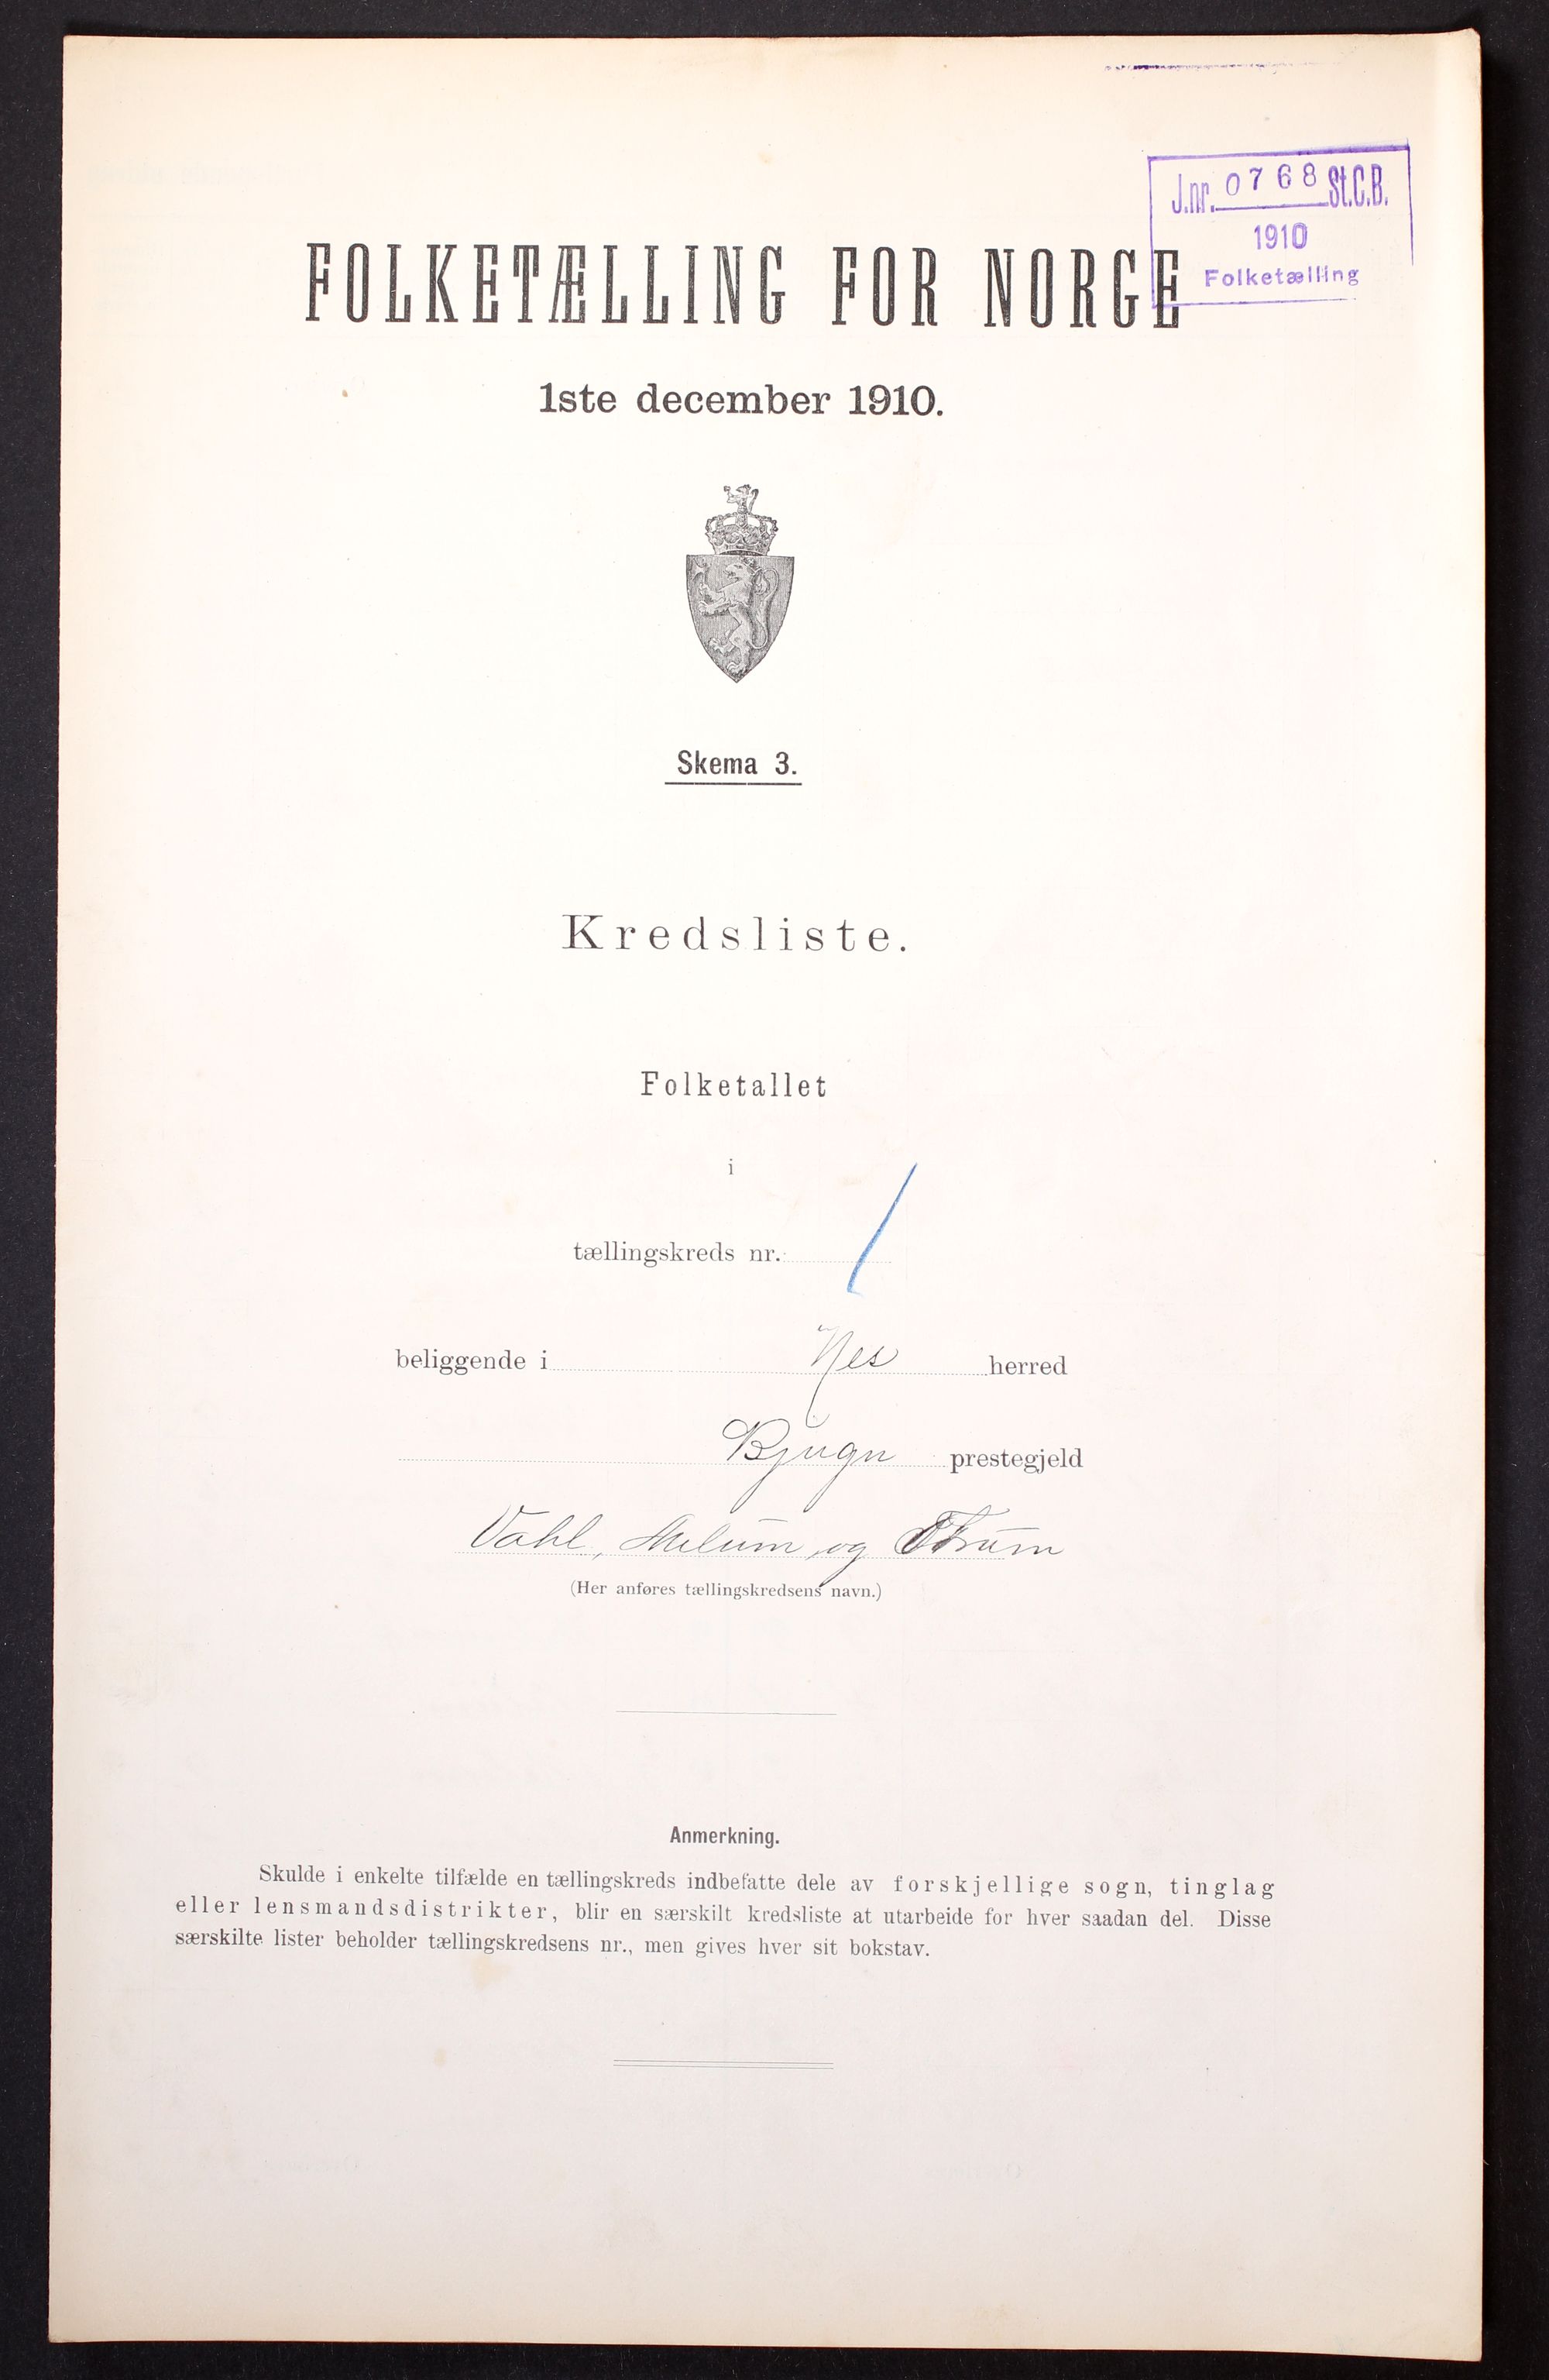 J.nr. 0768 St.C.B.
1910
Folketælling
FOLKETÆLLING FOR NORGE
1ste december 1910.
Skema 3.
Kredsliste.
Folketallet
i
tællingskreds nr. 1
beliggende i Nes herred
Bjugn prestegjeld
Vahl, Melum og
(Her anføres tællingskredsens navn.)
Anmerkning.
Skulde i enkelte tilfælde en tællingskreds indbefatte dele av forskjellige sogn, tinglag
eller lensmandsdistrikter, blir en særskilt kredsliste at utarbeide for hver saadan del. Disse
særskilte lister beholder tællingskredsens nr., men gives hver sit bokstav.